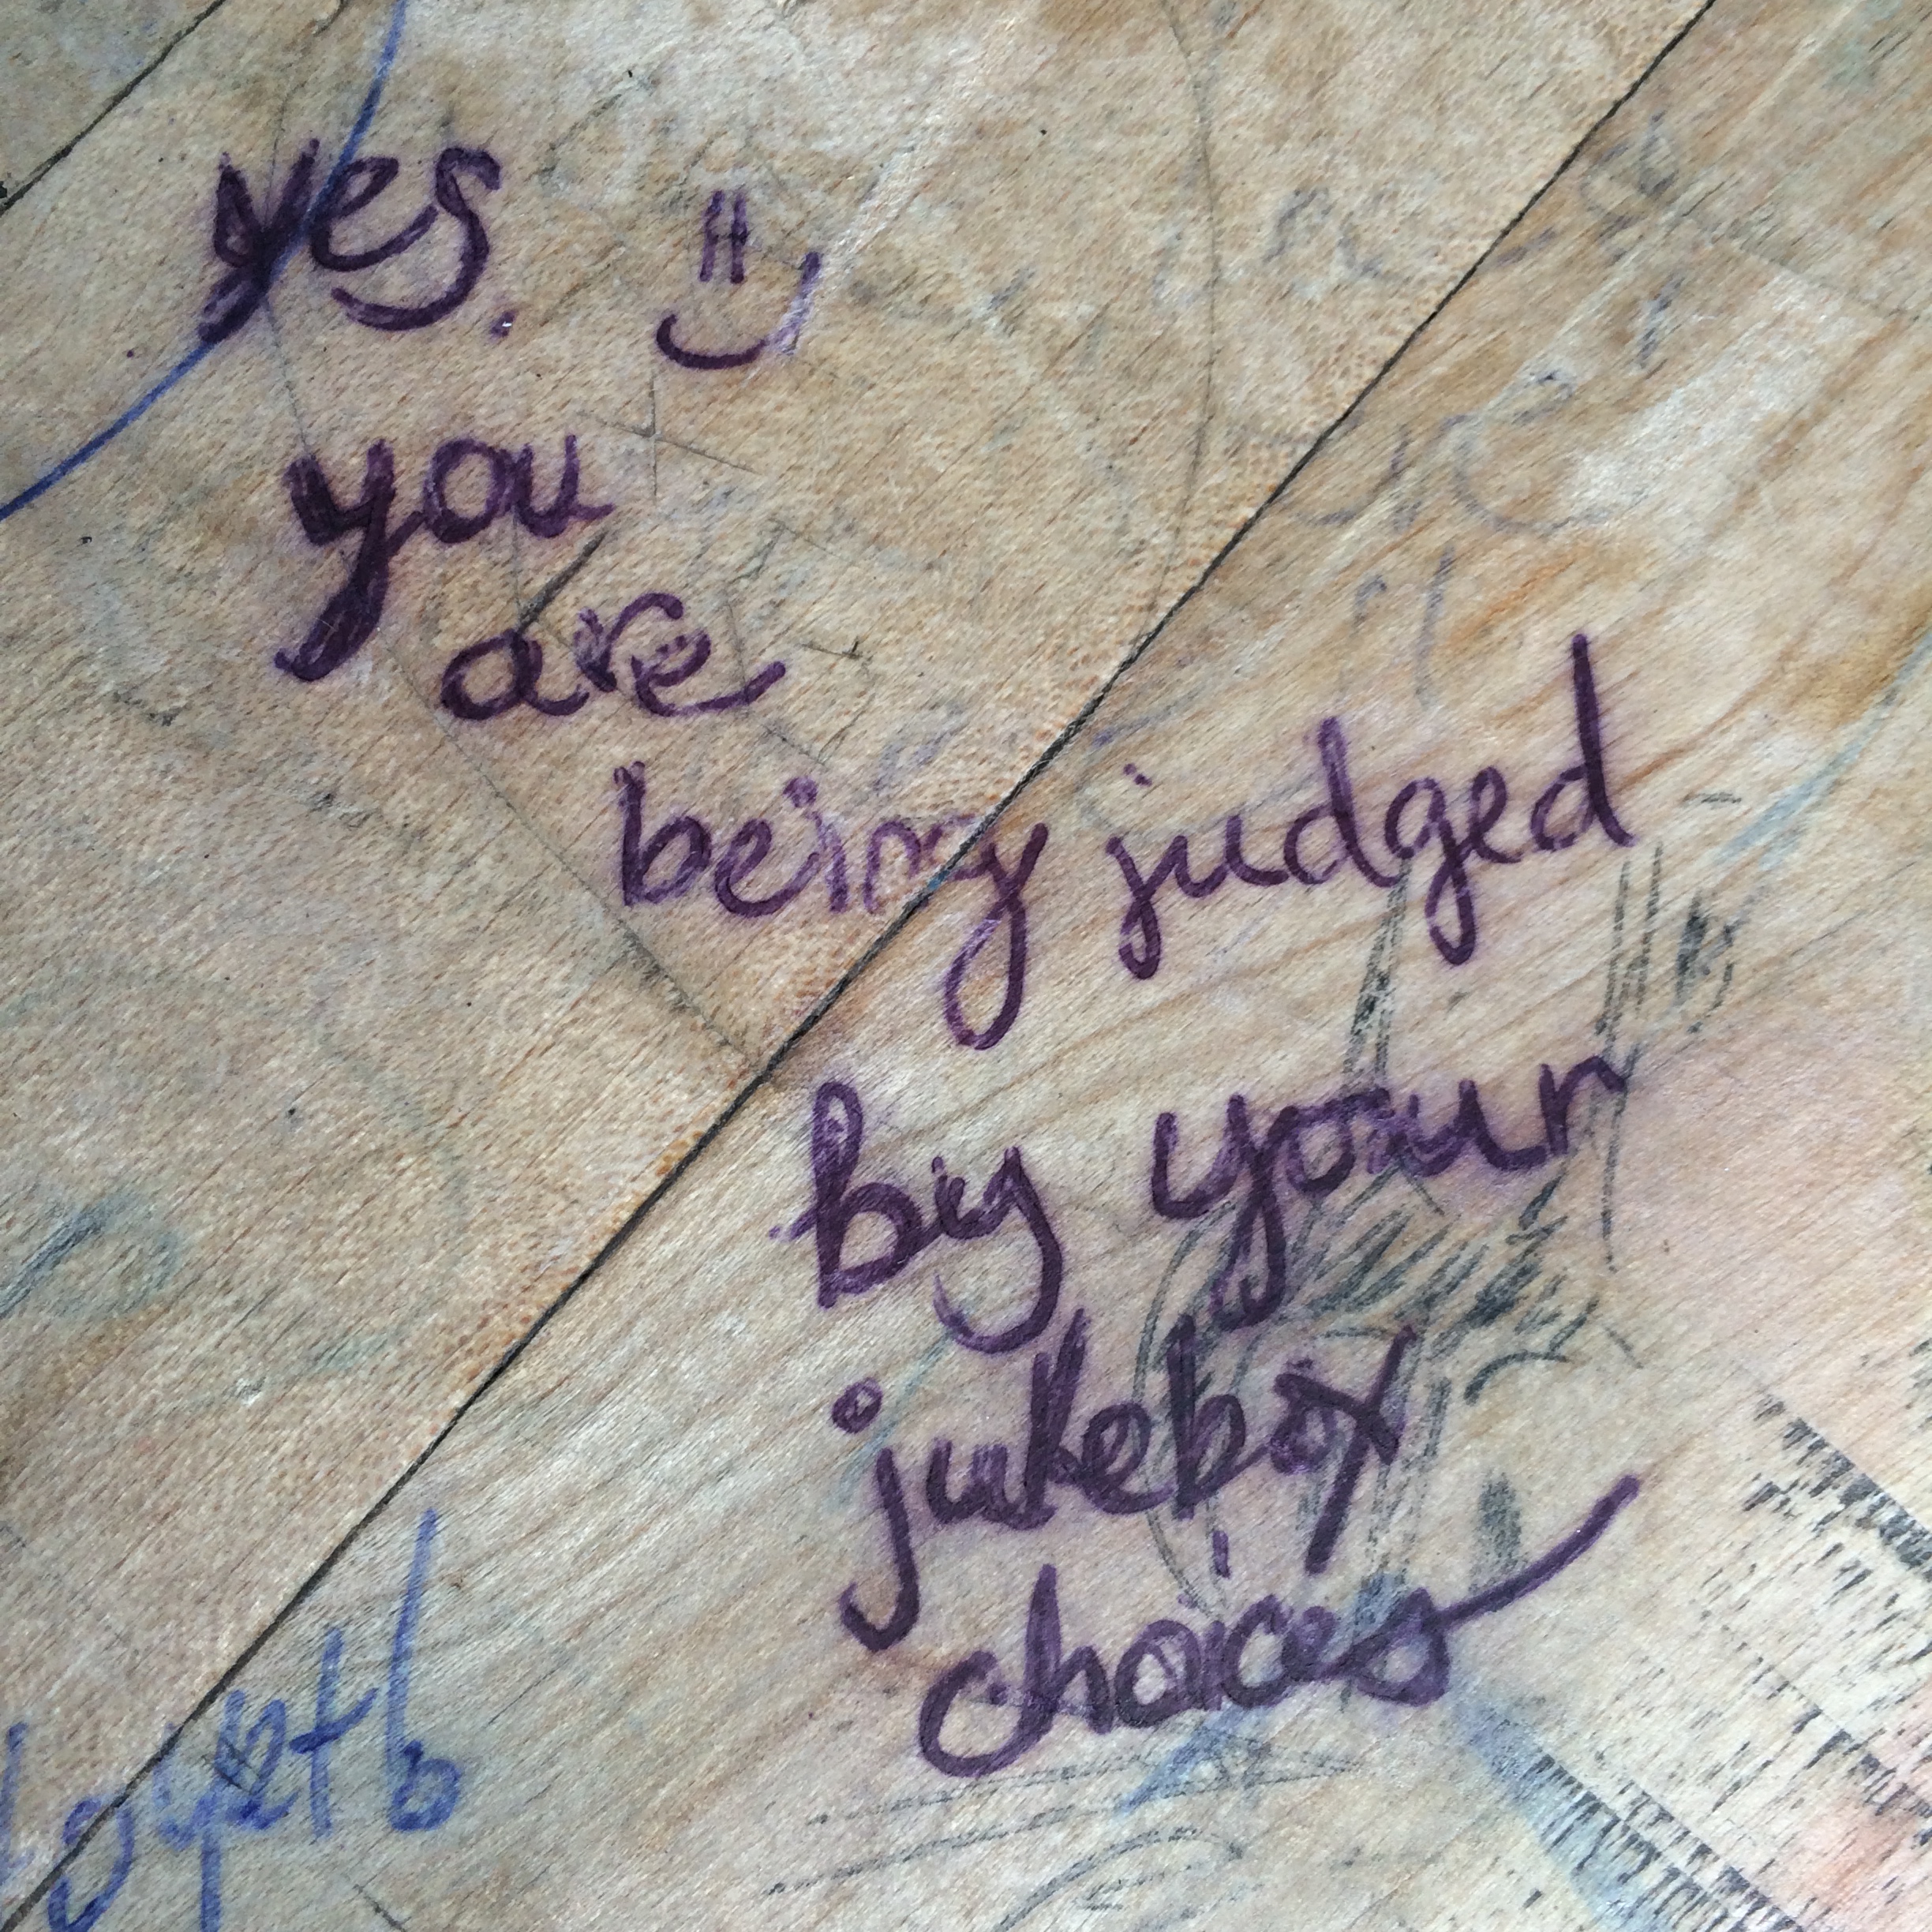 yes. =)
you
are
being judged
by your
jukebox
choices